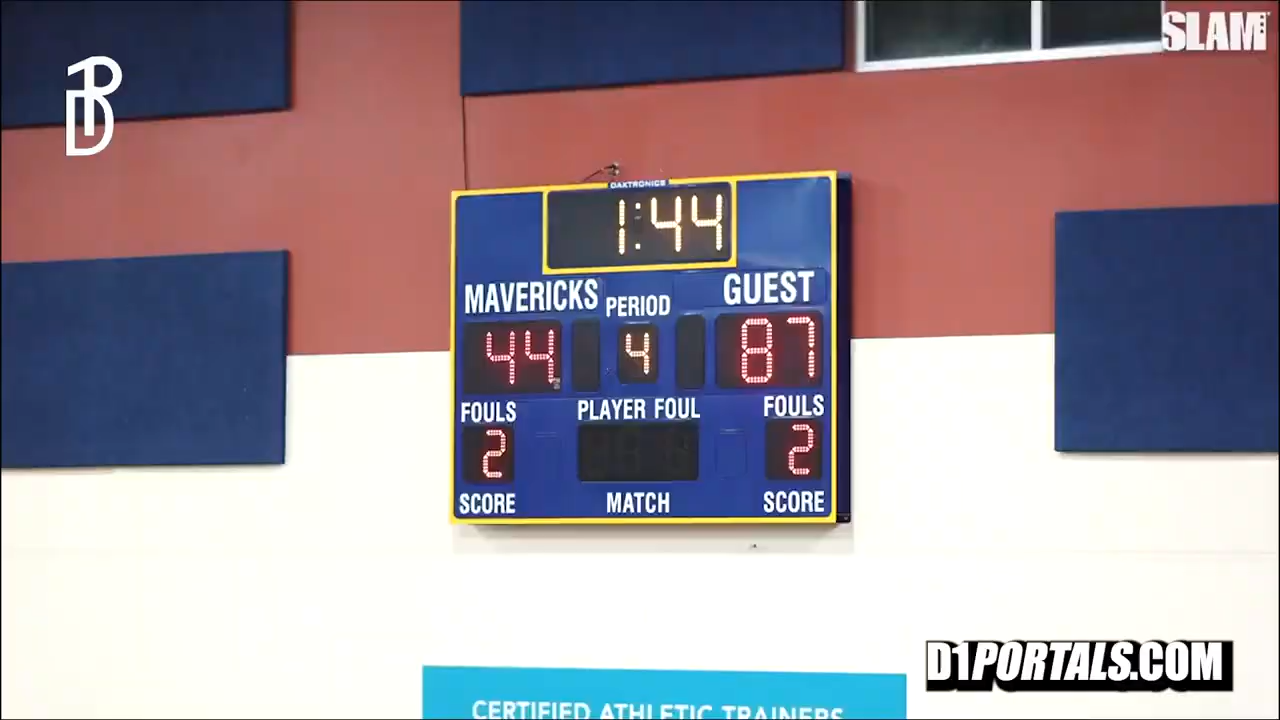 SLAM
DAKTRONICS
1:44
MAVERICKS PERIOD GUEST
44 4 87
FOULS PLAYER FOUL FOULS
2 2
SCORE MATCH SCORE
D1PORTALS.COM
CERTIFIED ATHLETIC TRAINERS